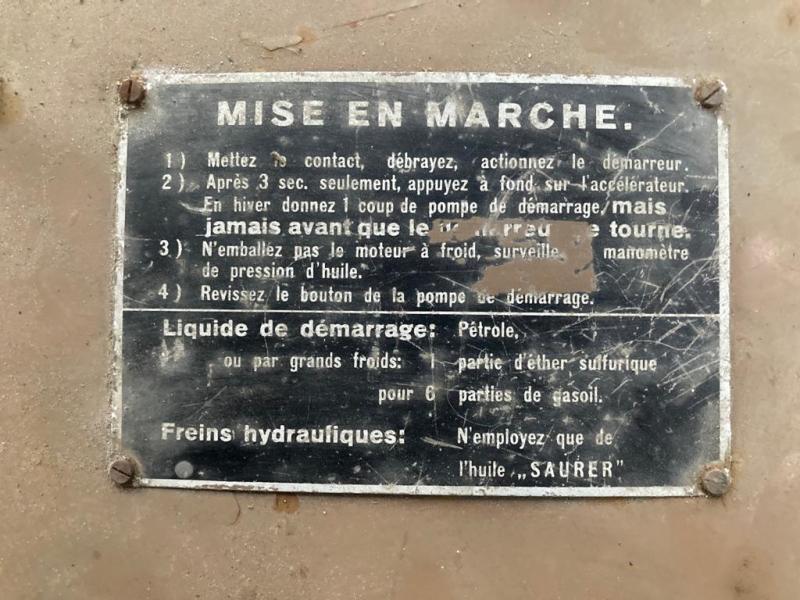 MISE EN MARCHE.
1) Mettez contact, débrayez, actionnez le démarreur.
2) Après 3 sec. seulement, appuyez à fond sur l'accélérateur.
En hiver donnez 1 coup de pompe de démarrage, mais
jamais avant que le tourne.
3) N'emballez pas le moteur à froid, manomètre
de pression d'huile.
4) Revissez le bouton de la pompe de démarrage.
Liquide de démarrage: Pétrole,
ou par grands froids: 1 partie d'éther sulfurique
pour 6 parties de gasoil.
Freins hydrauliques: N'employez que de
l'huile „SAURER"